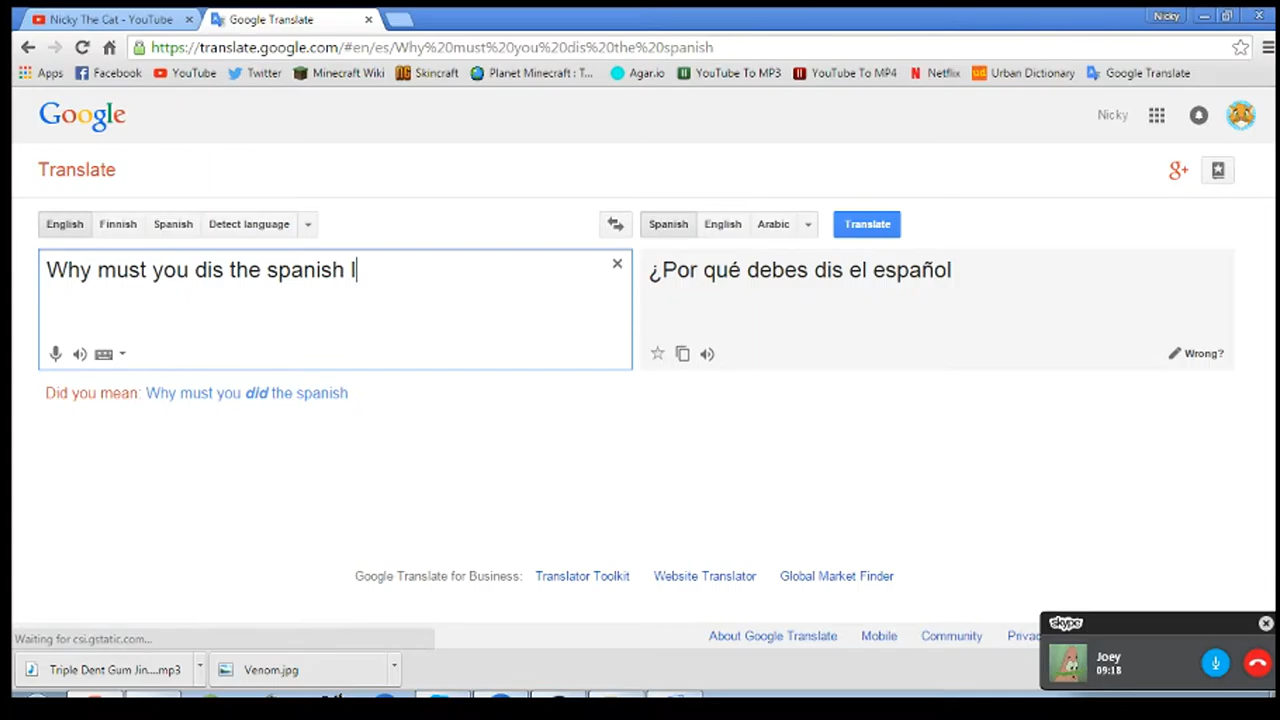 Nicky The Cat - YouTube
Google Translate
Nicky
https://translate.google.com/#en/es/Why%20must%20you%20dis%20the%20spanish
Apps Facebook YouTube Twitter Minecraft Wiki Skincraft Planet Minecraft : T... Agar.io YouTube To MP3 YouTube To MP4 Netflix Urban Dictionary Google Translate
Google
Nicky
Translate
g+
English Finnish Spanish Detect language
Spanish English Arabic Translate
Why must you dis the spanish l
¿Por qué debes dis el español
Wrong?
Did you mean: Why must you did the spanish
Google Translate for Business: Translator Toolkit Website Translator Global Market Finder
Waiting for csi.gstatic.com...
About Google Translate Mobile Community Privac
skype
Joey
09:18
Triple Dent Gum Jin....mp3
Venom.jpg